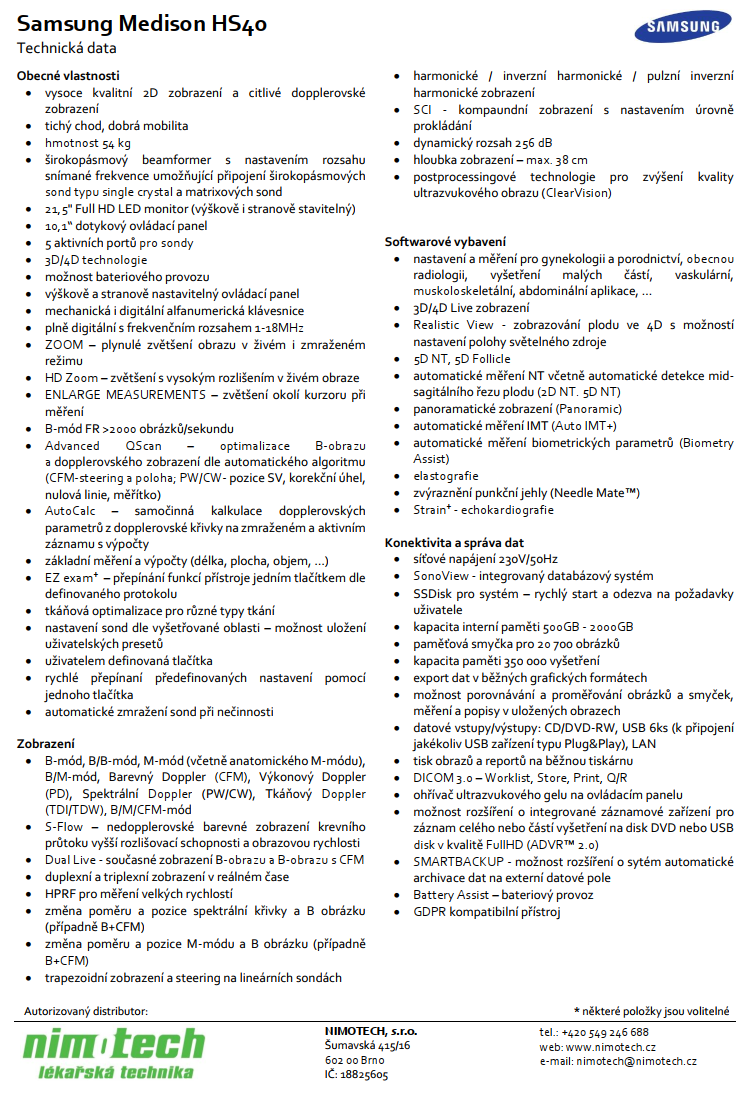 Samsung Medison HS40
Technická data
SAMSUNG
Obecné vlastnosti
• vysoce kvalitní 2D zobrazení a citlivé dopplerovské
zobrazení
• tichý chod, dobrá mobilita
• hmotnost 54 kg
• širokopásmový beamformer s nastavením rozsahu
snímané frekvence umožňující připojení širokopásmových
sond typu single crystal a matrixových sond
• 21,5" Full HD LED monitor (výškově i stranově stavitelný)
• 10,1“ dotykový ovládací panel
• 5 aktivních portů pro sondy
• 3D/4D technologie
• možnost bateriového provozu
• výškově a stranově nastavitelný ovládací panel
• mechanická i digitální alfanumerická klávesnice
• plně digitální s frekvenčním rozsahem 1-18MHz
• ZOOM – plynulé zvětšení obrazu v živém i zmraženém
režimu
• HD Zoom – zvětšení s vysokým rozlišením v živém obraze
• ENLARGE MEASUREMENTS – zvětšení okolí kurzoru při
měření
• B-mód FR >2000 obrázků/sekundu
• Advanced QScan – optimalizace B-obrazu
a dopplerovského zobrazení dle automatického algoritmu
(CFM-steering a poloha; PW/CW- pozice SV, korekční úhel,
nulová linie, měřítko)
• AutoCalc – samočinná kalkulace dopplerovských
parametrů z dopplerovské křivky na zmraženém a aktivním
záznamu s výpočty
• základní měření a výpočty (délka, plocha, objem, ...)
• EZ exam⁺ – přepínání funkcí přístroje jedním tlačítkem dle
definovaného protokolu
• tkáňová optimalizace pro různé typy tkání
• nastavení sond dle vyšetřované oblasti – možnost uložení
uživatelských presetů
• uživatelem definovaná tlačítka
• rychlé přepínaní předefinovaných nastavení pomocí
jednoho tlačítka
• automatické zmražení sond při nečinnosti
Zobrazení
• B-mód, B/B-mód, M-mód (včetně anatomického M-módu),
B/M-mód, Barevný Doppler (CFM), Výkonový Doppler
(PD), Spektrální Doppler (PW/CW), Tkáňový Doppler
(TDI/TDW), B/M/CFM-mód
• S-Flow – nedopplerovské barevné zobrazení krevního
průtoku vyšší rozlišovací schopnosti a obrazovou rychlosti
• Dual Live - současné zobrazení B-obrazu a B-obrazu s CFM
• duplexní a triplexní zobrazení v reálném čase
• HPRF pro měření velkých rychlostí
• změna poměru a pozice spektrální křivky a B obrázku
(případně B+CFM)
• změna poměru a pozice M-módu a B obrázku (případně
B+CFM)
• trapezoidní zobrazení a steering na lineárních sondách
• harmonické / inverzní harmonické / pulzní inverzní
harmonické zobrazení
• SCI - kompaundní zobrazení s nastavením úrovně
prokládání
• dynamický rozsah 256 dB
• hloubka zobrazení – max. 38 cm
• postprocessingové technologie pro zvýšení kvality
ultrazvukového obrazu (ClearVision)
Softwarové vybavení
• nastavení a měření pro gynekologii a porodnictví, obecnou
radiologii, vyšetření malých částí, vaskulární,
muskoloskeletální, abdominální aplikace, ...
• 3D/4D Live zobrazení
• Realistic View - zobrazování plodu ve 4D s možností
nastavení polohy světelného zdroje
• 5D NT, 5D Follicle
• automatické měření NT včetně automatické detekce mid-
sagitálního řezu plodu (2D NT. 5D NT)
• panoramatické zobrazení (Panoramic)
• automatické měření IMT (Auto IMT+)
• automatické měření biometrických parametrů (Biometry
Assist)
• elastografie
• zvýraznění punkční jehly (Needle Mate™)
• Strain⁺ - echokardiografie
Konektivita a správa dat
• síťové napájení 230V/50Hz
• SonoView - integrovaný databázový systém
• SSDisk pro systém – rychlý start a odezva na požadavky
uživatele
• kapacita interní paměti 500GB - 2000GB
• paměťová smyčka pro 20 700 obrázků
• kapacita paměti 350 000 vyšetření
• export dat v běžných grafických formátech
• možnost porovnávání a proměřování obrázků a smyček,
měření a popisy v uložených obrazech
• datové vstupy/výstupy: CD/DVD-RW, USB 6ks (k připojení
jakékoliv USB zařízení typu Plug&Play), LAN
• tisk obrazů a reportů na běžnou tiskárnu
• DICOM 3.0 – Worklist, Store, Print, Q/R
• ohřívač ultrazvukového gelu na ovládacím panelu
• možnost rozšíření o integrované záznamové zařízení pro
záznam celého nebo částí vyšetření na disk DVD nebo USB
disk v kvalitě FullHD (ADVR™ 2.0)
• SMARTBACKUP - možnost rozšíření o sytém automatické
archivace dat na externí datové pole
• Battery Assist – bateriový provoz
• GDPR kompatibilní přístroj
Autorizovaný distributor:
* některé položky jsou volitelné
nimotech
lékařská technika
NIMOTECH, s.r.o.
Šumavská 415/16
602 00 Brno
IČ: 18825605
tel.: +420 549 246 688
web: www.nimotech.cz
e-mail: nimotech@nimotech.cz